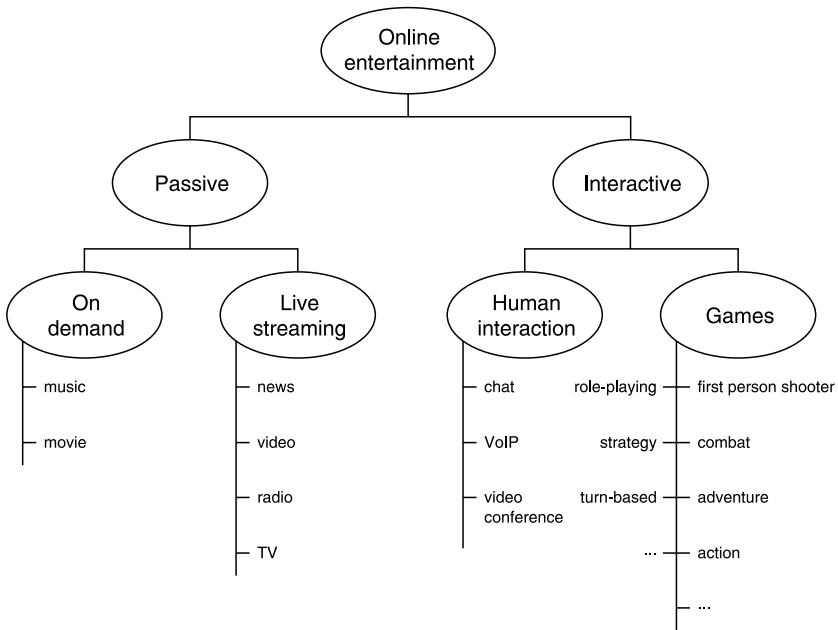 Online
entertainment
Passive
Interactive
On
demand
Live
streaming
Human
interaction
Games
music
movie
news
video
radio
TV
chat
VoIP
video
conference
role-playing
first person shooter
strategy
combat
turn-based
adventure
...
action
...